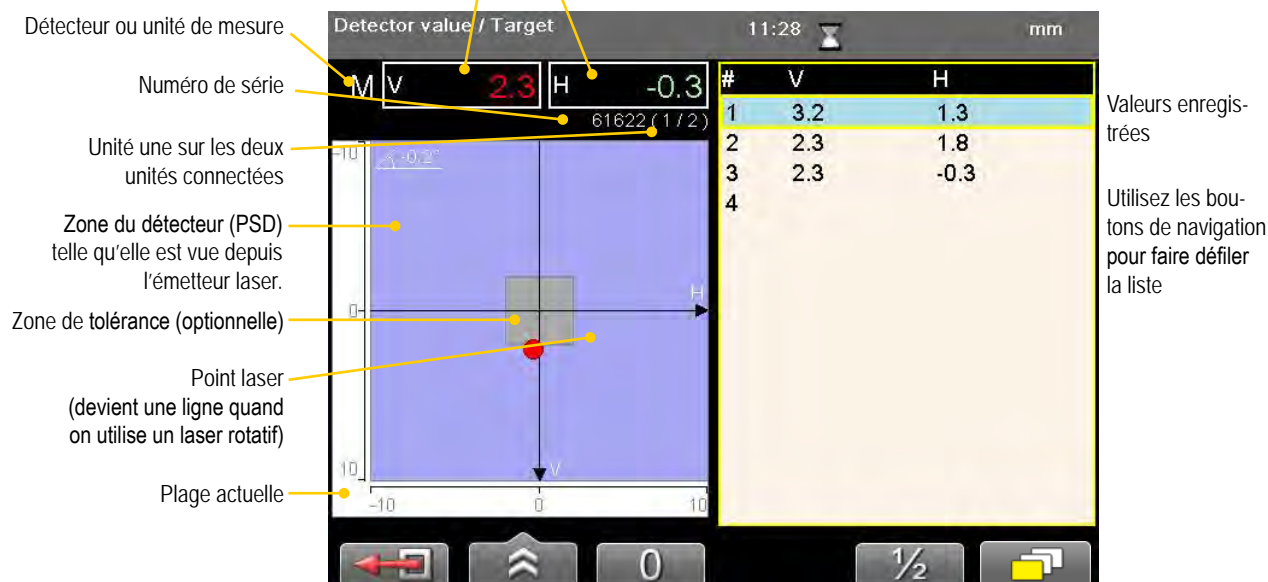 Détecteur ou unité de mesure
Numéro de série
Unité une sur les deux
unités connectées
Zone du détecteur (PSD)
telle qu'elle est vue depuis
l'émetteur laser.
Zone de tolérance (optionnelle)
Point laser
(devient une ligne quand
on utilise un laser rotatif)
Plage actuelle
Detector value / Target 11:28 mm
M V 2.3 H -0.3
61622 (1/2)
-10 -0.2°
0 H
10 V
-10 0 10
# V H
1 3.2 1.3
2 2.3 1.8
3 2.3 -0.3
4
0 ½
Valeurs enregis-
trées
Utilisez les bou-
tons de navigation
pour faire défiler
la liste